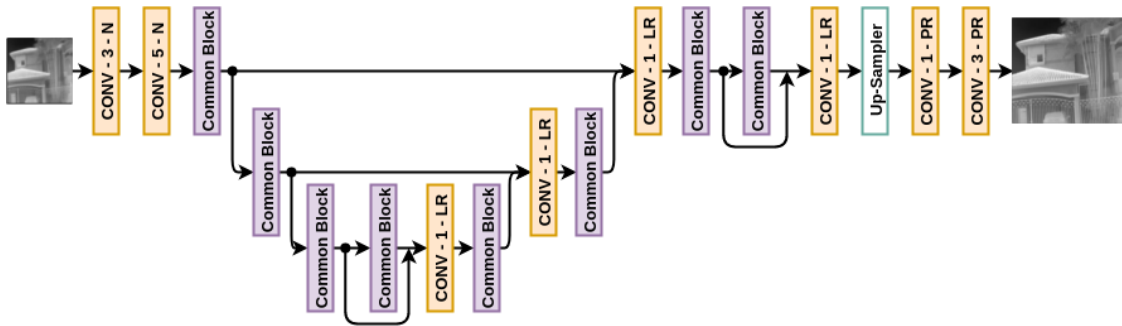 CONV - 3 - N
CONV - 5 - N
Common Block
Common Block
Common Block
Common Block
CONV - 1 - LR
Common Block
CONV - 1 - LR
Common Block
CONV - 1 - LR
Common Block
Common Block
CONV - 1 - LR
Up-Sampler
CONV - 1 - PR
CONV - 3 - PR